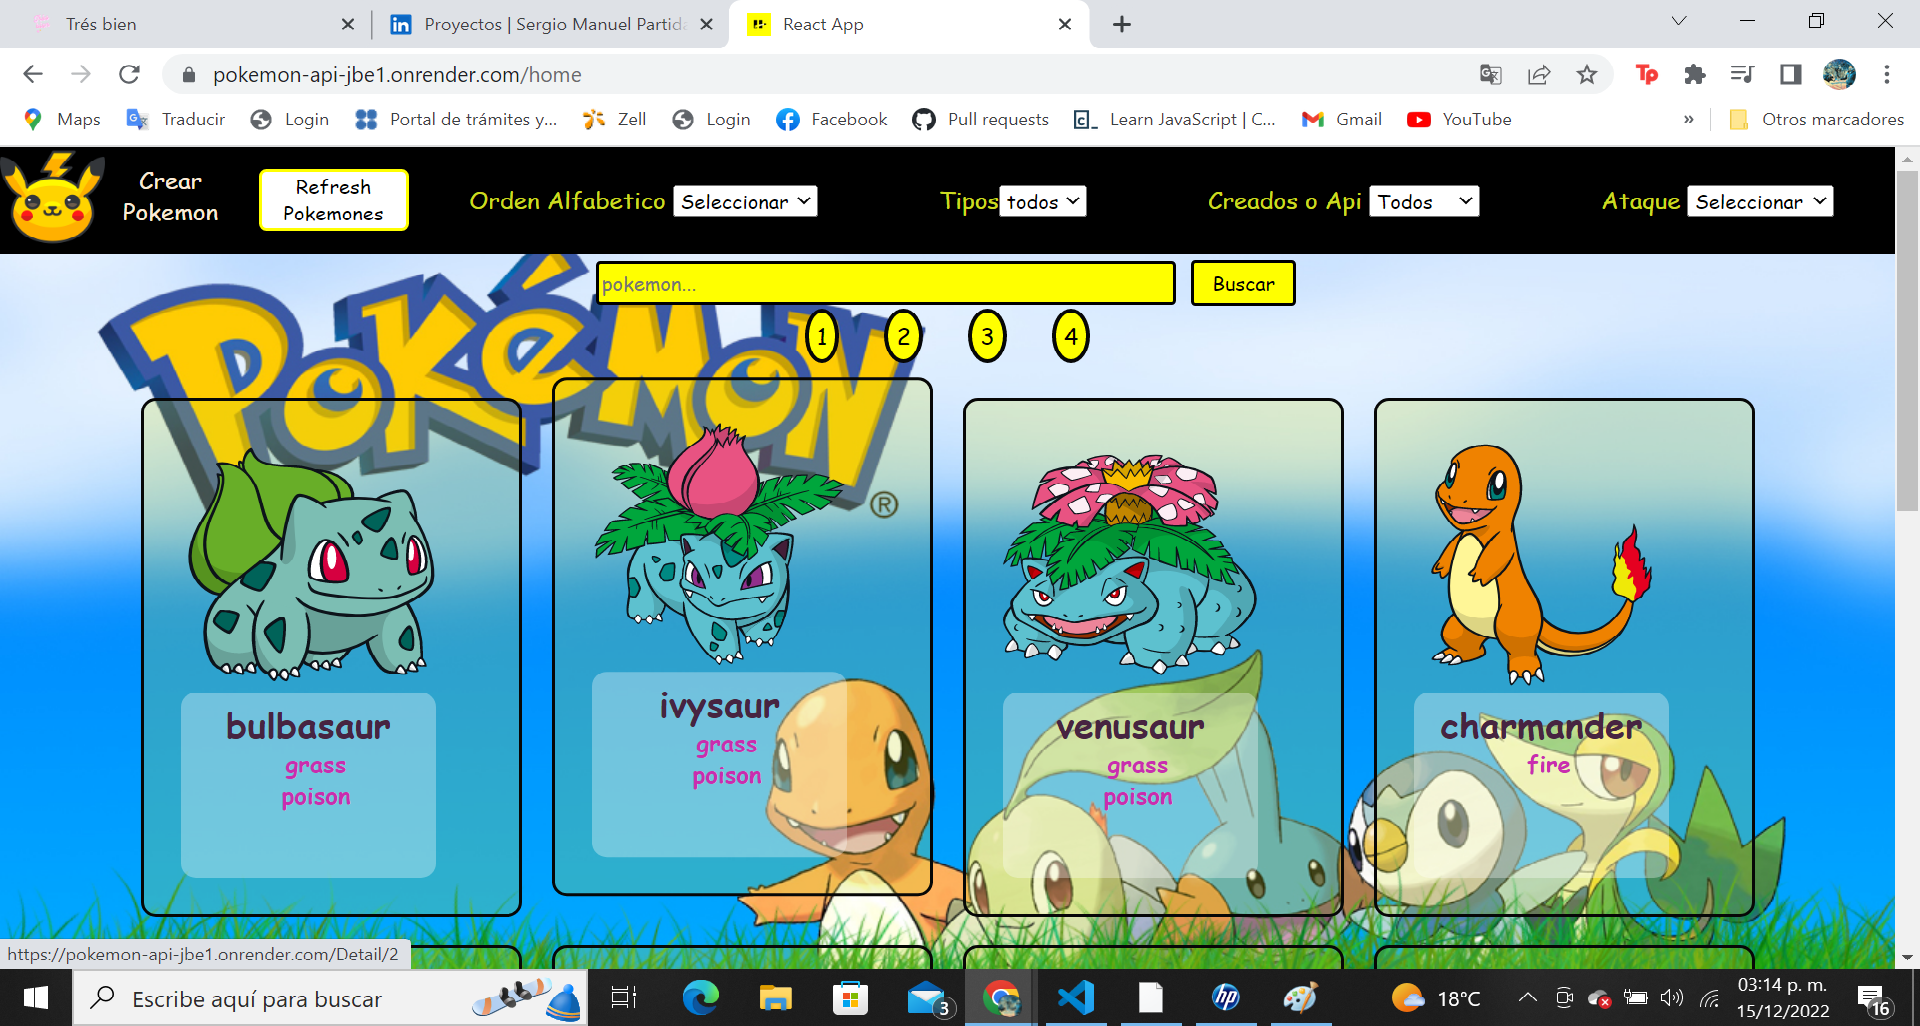 Trés bien
Proyectos | Sergio Manuel Partida
React App
pokemon-api-jbe1.onrender.com/home
Maps
Traducir
Login
Portal de trámites y...
Zell
Login
Facebook
Pull requests
Learn JavaScript | C...
Gmail
YouTube
»
Otros marcadores
Crear
Pokemon
Refresh
Pokemones
Orden Alfabetico Seleccionar
Tipos todos
Creados o Api Todos
Ataque Seleccionar
pokemon...
Buscar
1 2 3 4
POKéMON
®
bulbasaur
grass
poison
ivysaur
grass
poison
venusaur
grass
poison
charmander
fire
https://pokemon-api-jbe1.onrender.com/Detail/2
Escribe aquí para buscar
3
hp
18°C
03:14 p. m.
15/12/2022
16